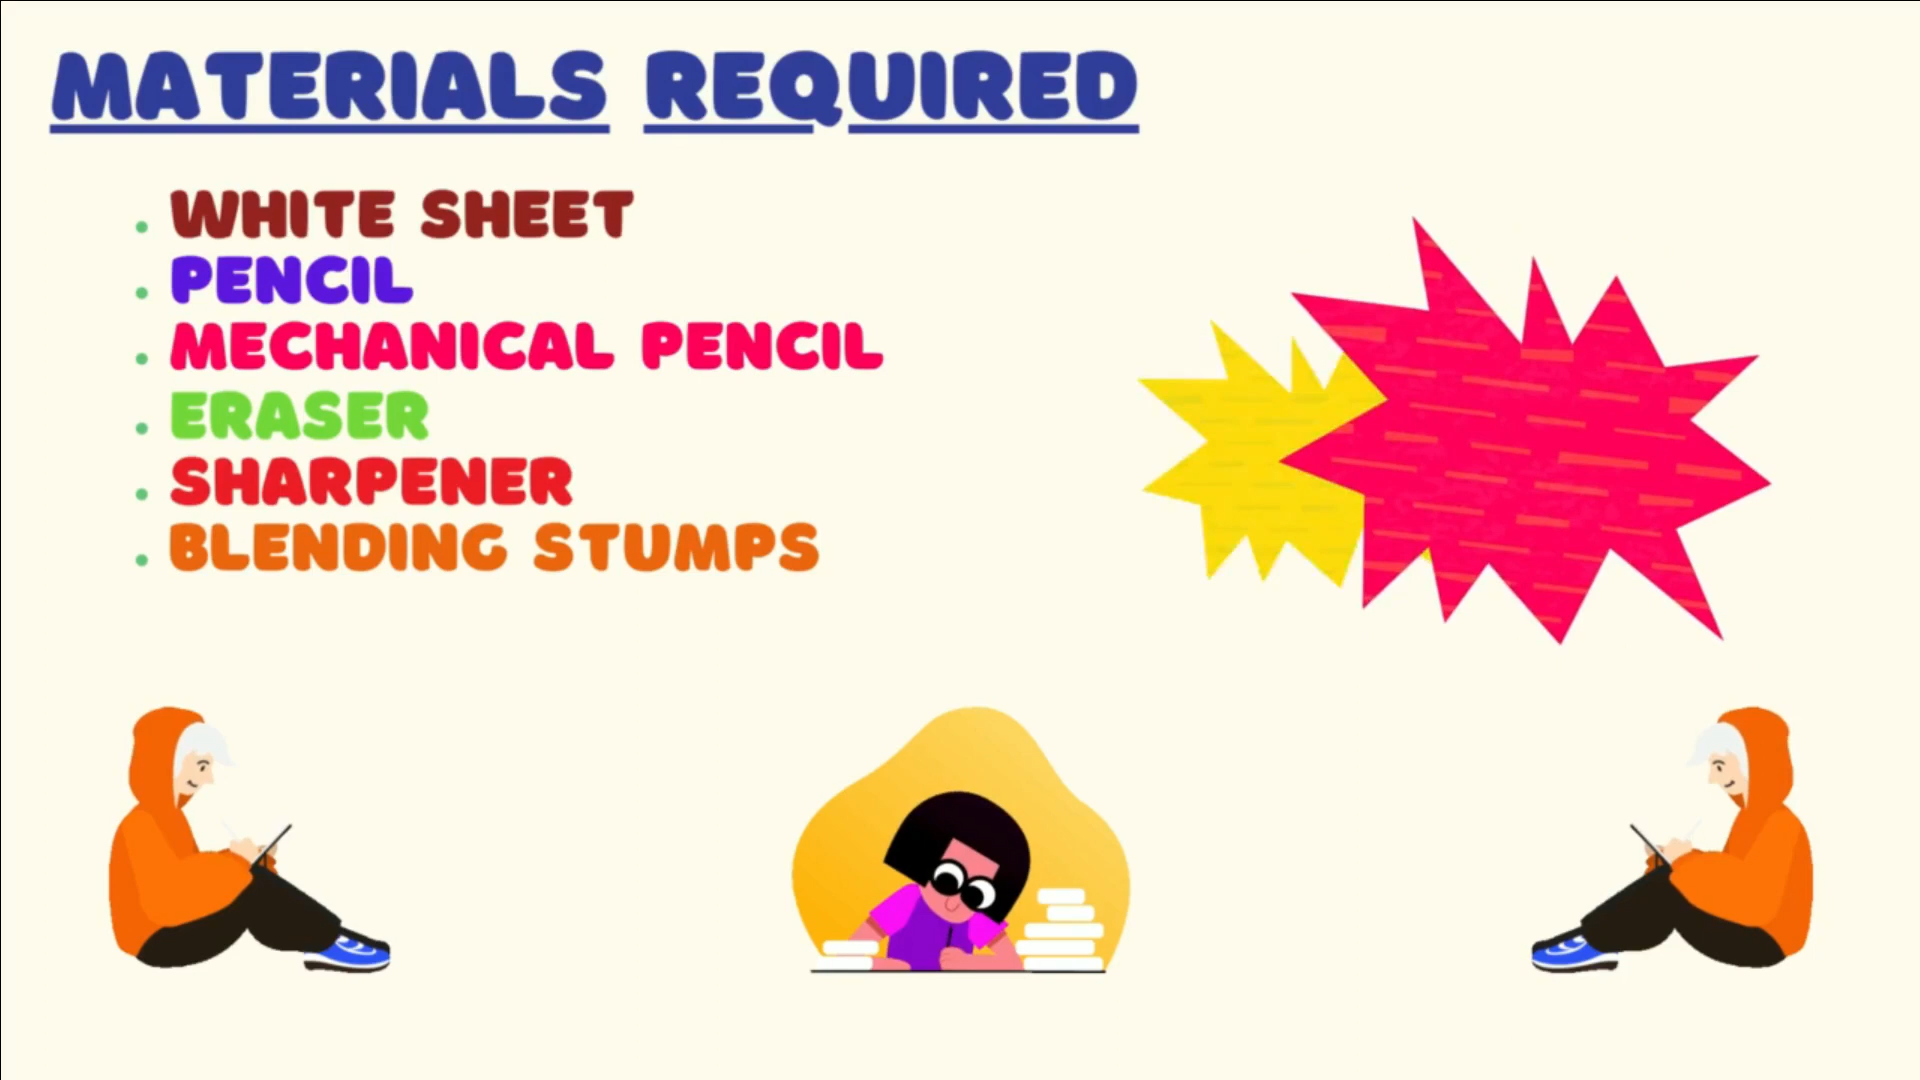 MATERIALS REQUIRED
. WHITE SHEET
. PENCIL
. MECHANICAL PENCIL
. ERASER
. SHARPENER
. BLENDING STUMPS